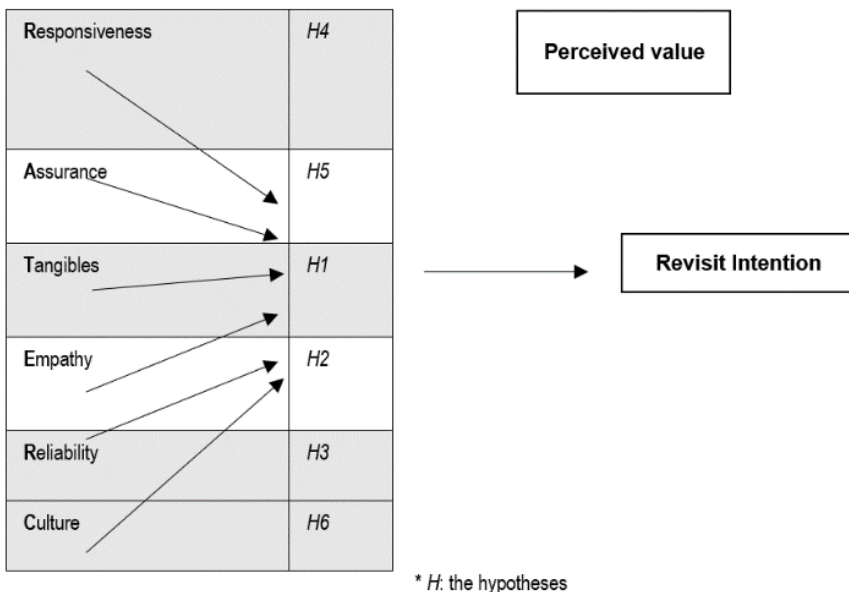 Responsiveness H4
Perceived value
Assurance H5
Tangibles H1
Revisit Intention
Empathy H2
Reliability H3
Culture H6
* H: the hypotheses